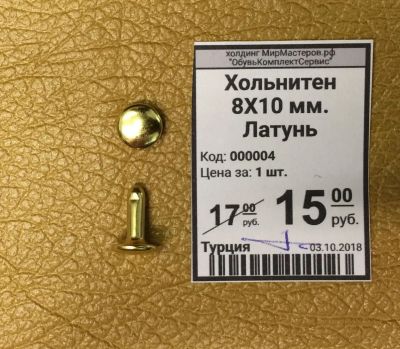 холдинг МирМастеров.рф
"ОбувьКомплектСервис"
Хольнитен
8Х10 мм.
Латунь
Код: 000004
Цена за: 1 шт.
17 00 руб. 15 00 руб.
Турция 03.10.2018